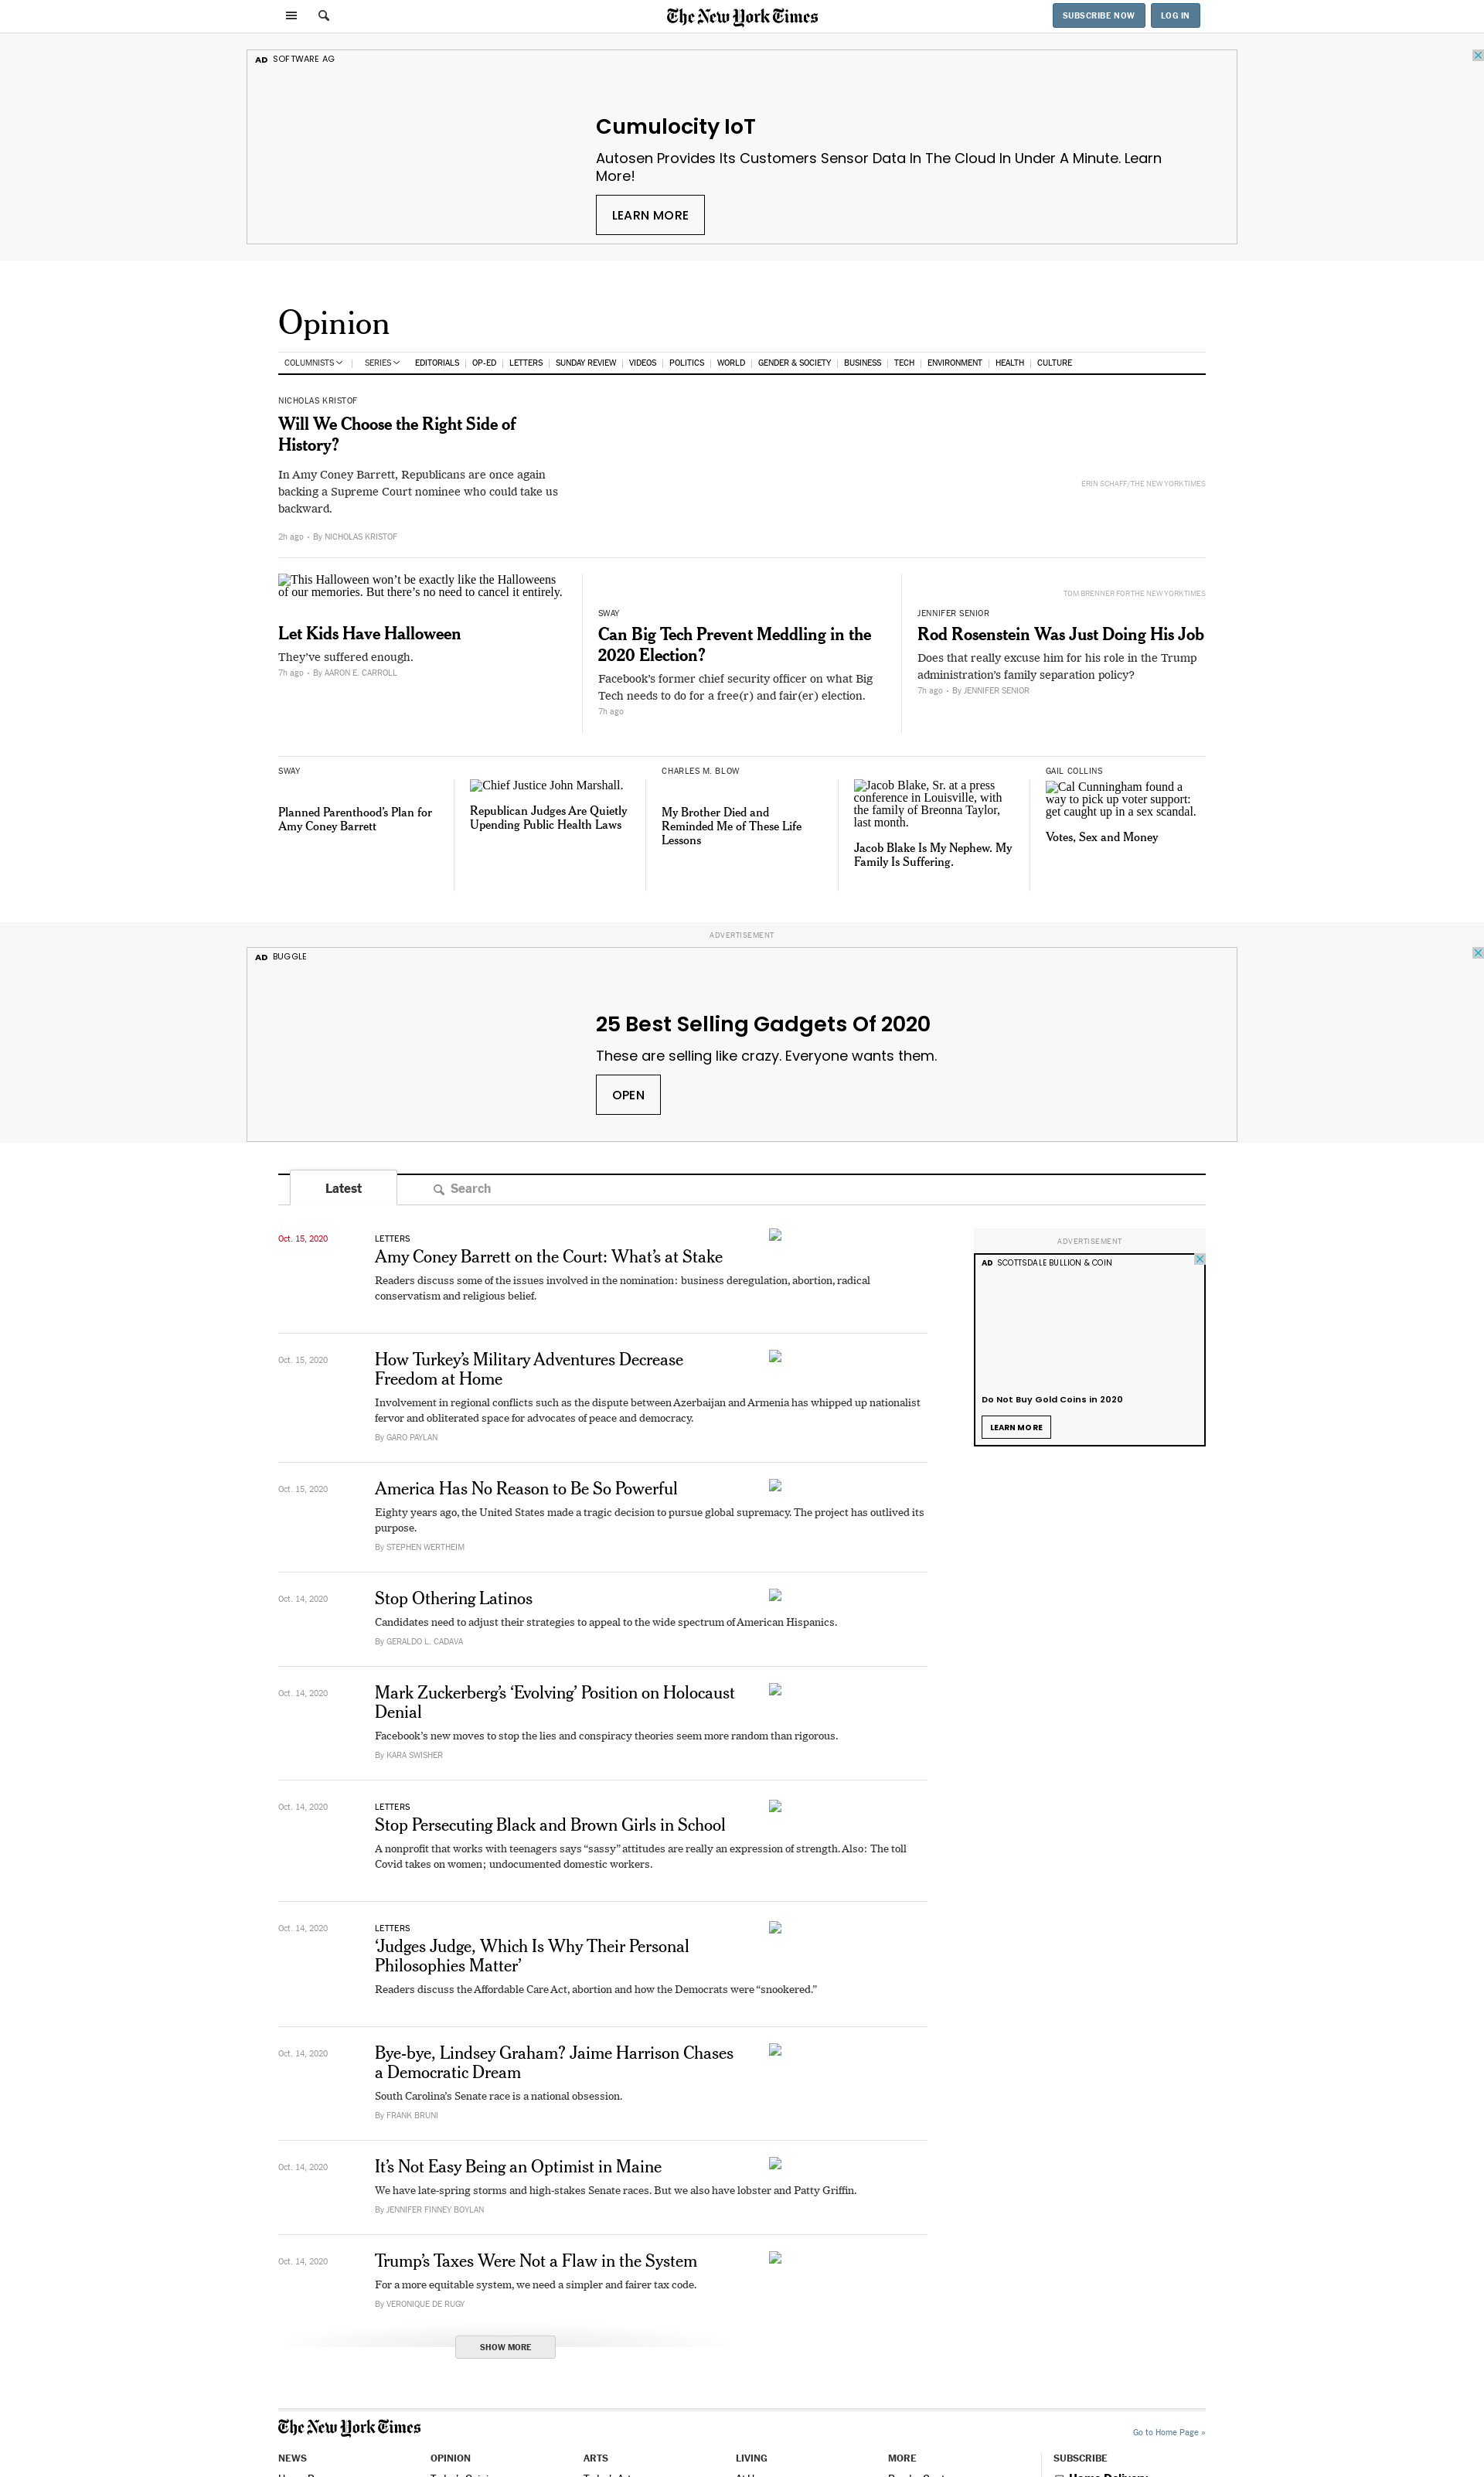 The New York Times
SUBSCRIBE NOW
LOG IN
AD SOFTWARE AG
Cumulocity IoT
Autosen Provides Its Customers Sensor Data In The Cloud In Under A Minute. Learn
More!
LEARN MORE
Opinion
COLUMNISTS
SERIES
EDITORIALS
OP-ED
LETTERS
SUNDAY REVIEW
VIDEOS
POLITICS
WORLD
GENDER & SOCIETY
BUSINESS
TECH
ENVIRONMENT
HEALTH
CULTURE
NICHOLAS KRISTOF
Will We Choose the Right Side of
History?
In Amy Coney Barrett, Republicans are once again
backing a Supreme Court nominee who could take us
backward.
2h ago • By NICHOLAS KRISTOF
ERIN SCHAFF/THE NEW YORK TIMES
This Halloween won’t be exactly like the Halloweens
of our memories. But there’s no need to cancel it entirely.
Let Kids Have Halloween
They’ve suffered enough.
7h ago • By AARON E. CARROLL
SWAY
Can Big Tech Prevent Meddling in the
2020 Election?
Facebook’s former chief security officer on what Big
Tech needs to do for a free(r) and fair(er) election.
7h ago
TOM BRENNER FOR THE NEW YORK TIMES
JENNIFER SENIOR
Rod Rosenstein Was Just Doing His Job
Does that really excuse him for his role in the Trump
administration’s family separation policy?
7h ago • By JENNIFER SENIOR
SWAY
Planned Parenthood’s Plan for
Amy Coney Barrett
Chief Justice John Marshall.
Republican Judges Are Quietly
Upending Public Health Laws
CHARLES M. BLOW
My Brother Died and
Reminded Me of These Life
Lessons
Jacob Blake, Sr. at a press
conference in Louisville, with
the family of Breonna Taylor,
last month.
Jacob Blake Is My Nephew. My
Family Is Suffering.
GAIL COLLINS
Cal Cunningham found a
way to pick up voter support:
get caught up in a sex scandal.
Votes, Sex and Money
ADVERTISEMENT
AD BUGGLE
25 Best Selling Gadgets Of 2020
These are selling like crazy. Everyone wants them.
OPEN
Latest
Search
Oct. 15, 2020
LETTERS
Amy Coney Barrett on the Court: What’s at Stake
Readers discuss some of the issues involved in the nomination: business deregulation, abortion, radical
conservatism and religious belief.
ADVERTISEMENT
AD SCOTTSDALE BULLION & COIN
Do Not Buy Gold Coins in 2020
LEARN MORE
Oct. 15, 2020
How Turkey’s Military Adventures Decrease
Freedom at Home
Involvement in regional conflicts such as the dispute between Azerbaijan and Armenia has whipped up nationalist
fervor and obliterated space for advocates of peace and democracy.
By GARO PAYLAN
Oct. 15, 2020
America Has No Reason to Be So Powerful
Eighty years ago, the United States made a tragic decision to pursue global supremacy. The project has outlived its
purpose.
By STEPHEN WERTHEIM
Oct. 14, 2020
Stop Othering Latinos
Candidates need to adjust their strategies to appeal to the wide spectrum of American Hispanics.
By GERALDO L. CADAVA
Oct. 14, 2020
Mark Zuckerberg’s ‘Evolving’ Position on Holocaust
Denial
Facebook’s new moves to stop the lies and conspiracy theories seem more random than rigorous.
By KARA SWISHER
Oct. 14, 2020
LETTERS
Stop Persecuting Black and Brown Girls in School
A nonprofit that works with teenagers says “sassy” attitudes are really an expression of strength. Also: The toll
Covid takes on women; undocumented domestic workers.
Oct. 14, 2020
LETTERS
‘Judges Judge, Which Is Why Their Personal
Philosophies Matter’
Readers discuss the Affordable Care Act, abortion and how the Democrats were “snookered.”
Oct. 14, 2020
Bye-bye, Lindsey Graham? Jaime Harrison Chases
a Democratic Dream
South Carolina’s Senate race is a national obsession.
By FRANK BRUNI
Oct. 14, 2020
It’s Not Easy Being an Optimist in Maine
We have late-spring storms and high-stakes Senate races. But we also have lobster and Patty Griffin.
By JENNIFER FINNEY BOYLAN
Oct. 14, 2020
Trump’s Taxes Were Not a Flaw in the System
For a more equitable system, we need a simpler and fairer tax code.
By VERONIQUE DE RUGY
SHOW MORE
The New York Times
Go to Home Page »
NEWS
OPINION
ARTS
LIVING
MORE
SUBSCRIBE